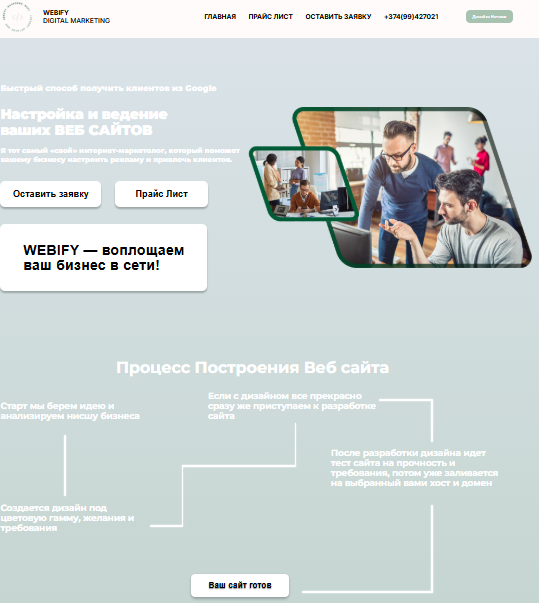 WEBIFY
DIGITAL MARKETING
ГЛАВНАЯ ПРАЙС ЛИСТ ОСТАВИТЬ ЗАЯВКУ +374(99)427021
Быстрый способ получить клиентов из Google
Настройка и ведение
ваших ВЕБ САЙТОВ
Я тот самый «свой» интернет-маркетолог, который поможет
вашему бизнесу настроить рекламу и привлечь клиентов.
Оставить заявку Прайс Лист
WEBIFY — воплощаем
ваш бизнес в сети!
Процесс Построения Веб сайта
Старт мы берем идею и
анализируем нисшу бизнеса
Если с дизайном все прекрасно
сразу же приступаем к разработке
сайта
После разработки дизайна идет
тест сайта на прочность и
требования, потом уже заливается
на выбранный вами хост и домен
Создается дизайн под
цветовую гамму, желания и
требования
Ваш сайт готов